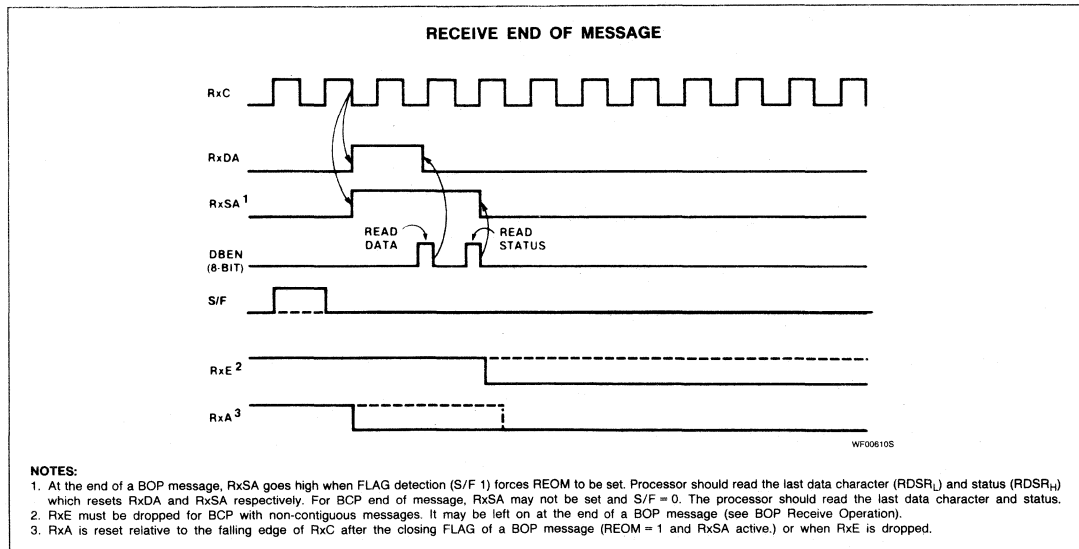 RECEIVE END OF MESSAGE
RxC
RxDA
RxSA 1
READ DATA
READ STATUS
DBEN
(8-BIT)
S/F
RxE 2
RxA 3
WF00610S
NOTES:
1. At the end of a BOP message, RxSA goes high when FLAG detection (S/F 1) forces REOM to be set. Processor should read the last data character (RDSRL) and status (RDSRH)
which resets RxDA and RxSA respectively. For BCP end of message, RxSA may not be set and S/F = 0. The processor should read the last data character and status.
2. RxE must be dropped for BCP with non-contiguous messages. It may be left on at the end of a BOP message (see BOP Receive Operation).
3. RxA is reset relative to the falling edge of RxC after the closing FLAG of a BOP message (REOM = 1 and RxSA active.) or when RxE is dropped.